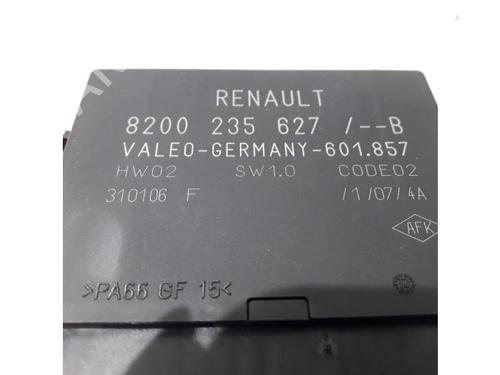 RENAULT
8200 235 627 /--B
VALEO-GERMANY-601.857
HW02 SW1.0 CODE02
310106 F /1/07/4A
AFK
>PA66 GF 15<